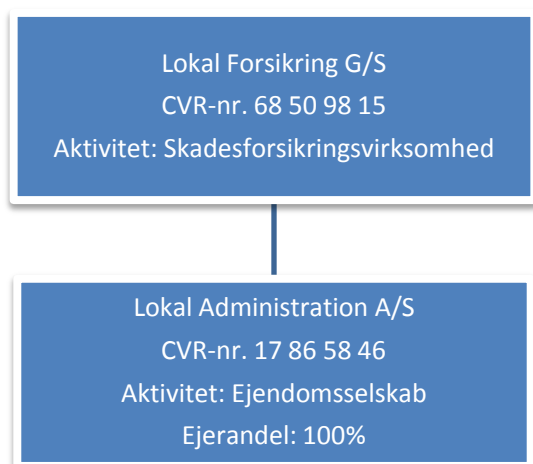 Lokal Forsikring G/S
CVR-nr. 68 50 98 15
Aktivitet: Skadesforsikringsvirksomhed
Lokal Administration A/S
CVR-nr. 17 86 58 46
Aktivitet: Ejendomsselskab
Ejerandel: 100%